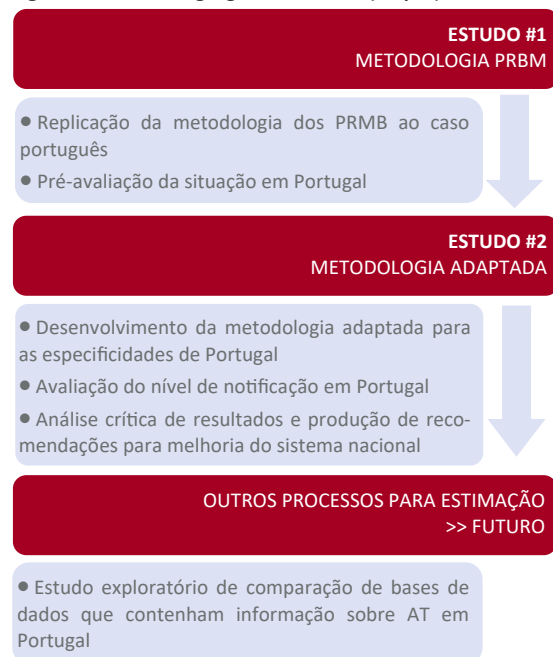 ESTUDO #1
METODOLOGIA PRBM
● Replicação da metodologia dos PRMB ao caso
português
● Pré-avaliação da situação em Portugal
ESTUDO #2
METODOLOGIA ADAPTADA
● Desenvolvimento da metodologia adaptada para
as especificidades de Portugal
● Avaliação do nível de notificação em Portugal
● Análise crítica de resultados e produção de reco-
mendações para melhoria do sistema nacional
OUTROS PROCESSOS PARA ESTIMAÇÃO
>> FUTURO
● Estudo exploratório de comparação de bases de
dados que contenham informação sobre AT em
Portugal